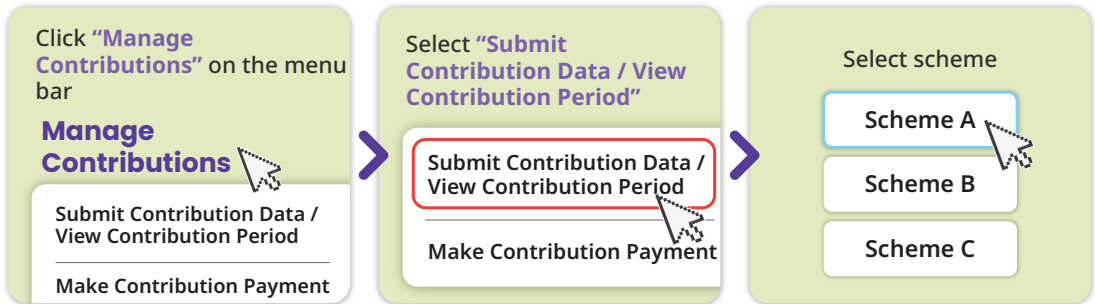 Click “Manage
Contributions” on the menu
bar
Manage
Contributions
Submit Contribution Data /
View Contribution Period
Make Contribution Payment
Select “Submit
Contribution Data / View
Contribution Period”
Submit Contribution Data /
View Contribution Period
Make Contribution Payment
Select scheme
Scheme A
Scheme B
Scheme C